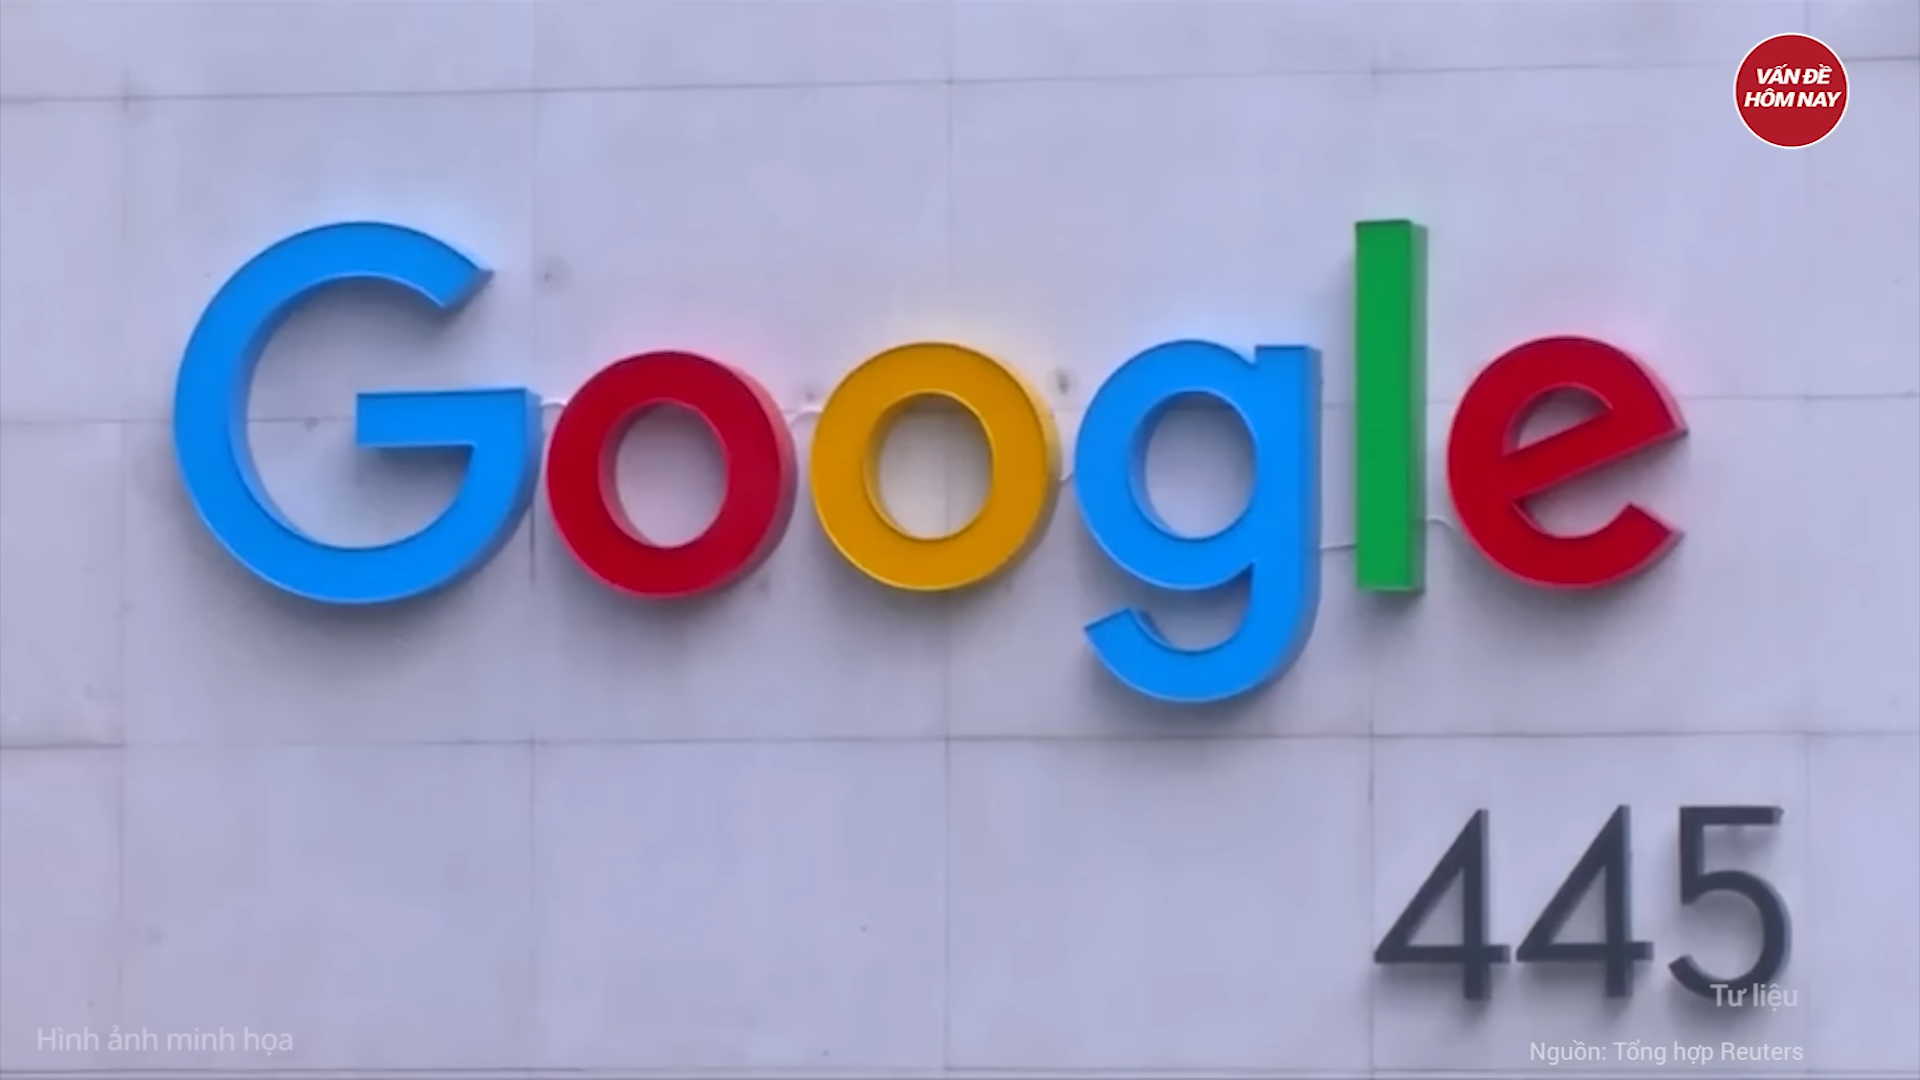 VẤN ĐỀ
HÔM NAY
Google
445
Tư liệu
Hình ảnh minh họa
Nguồn: Tổng hợp Reuters